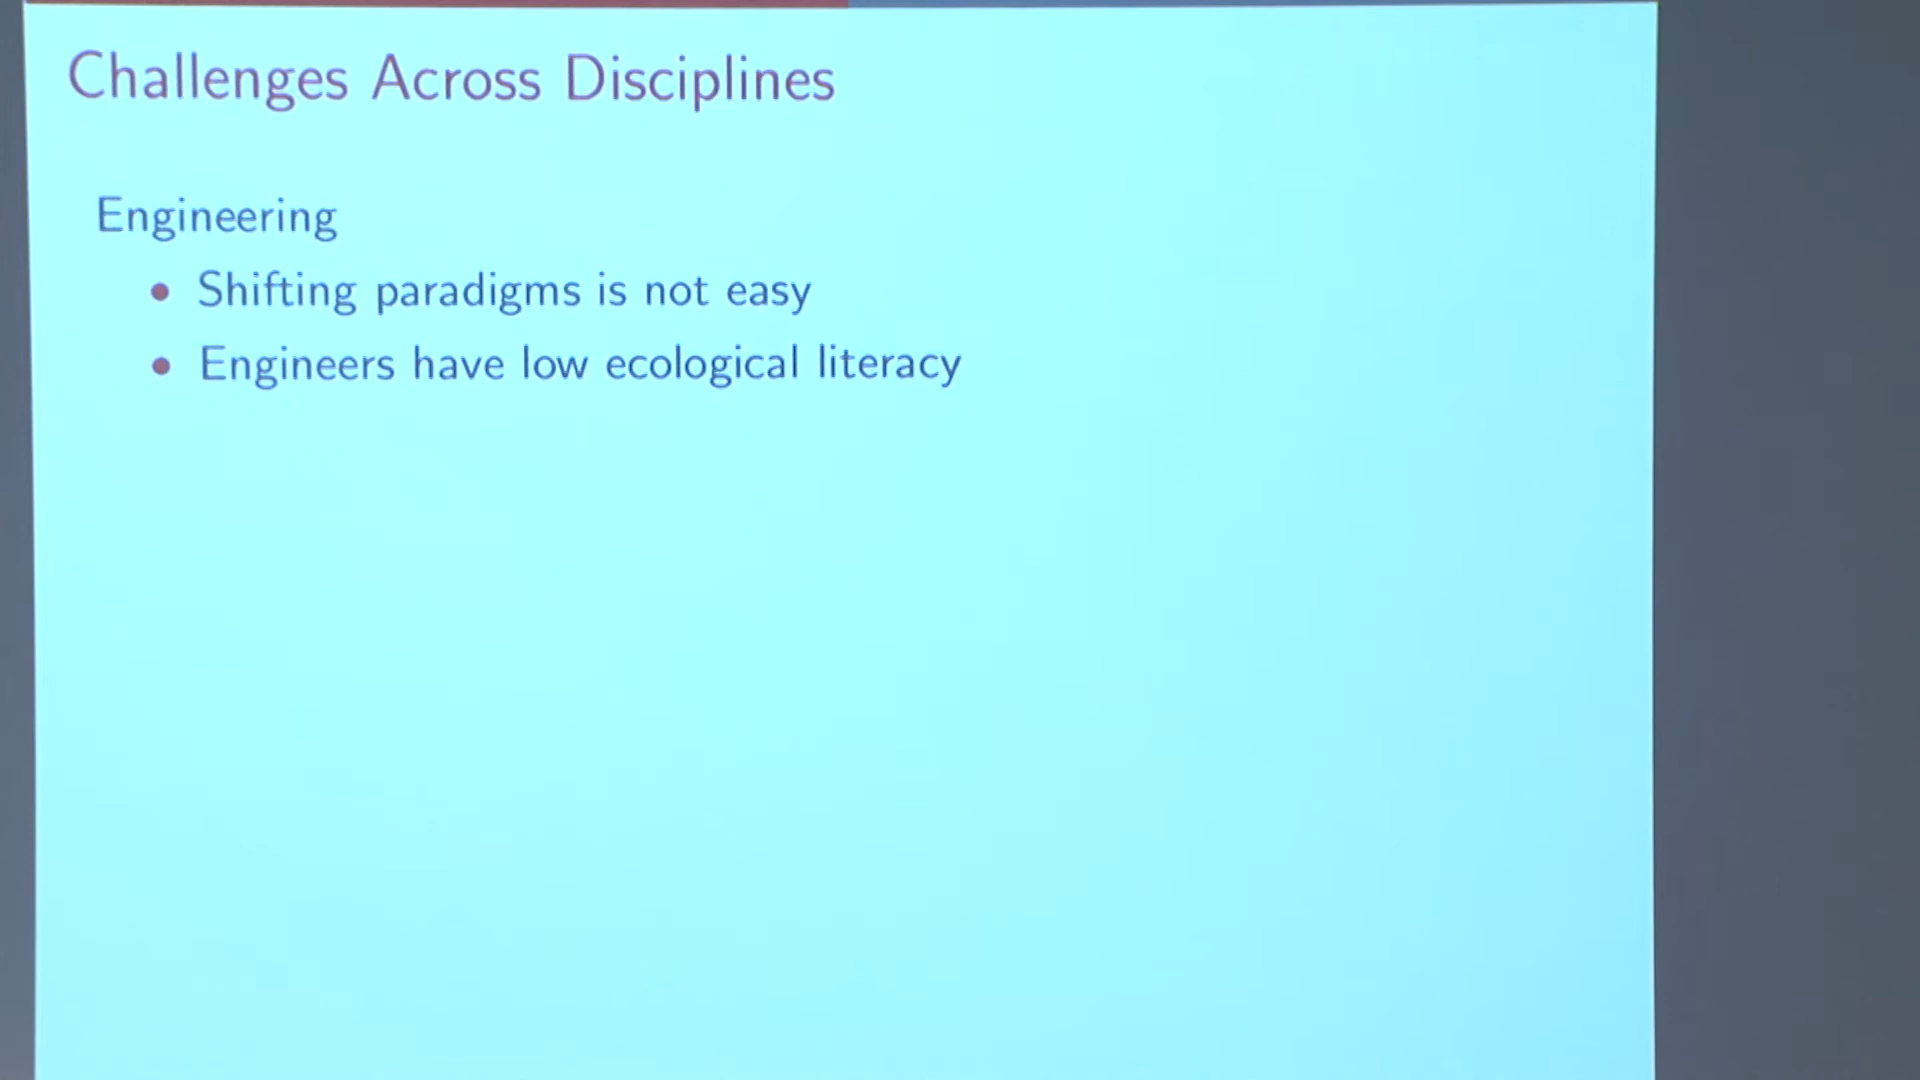 Challenges Across Disciplines
Engineering
Shifting paradigms is not easy
Engineers have low ecological literacy